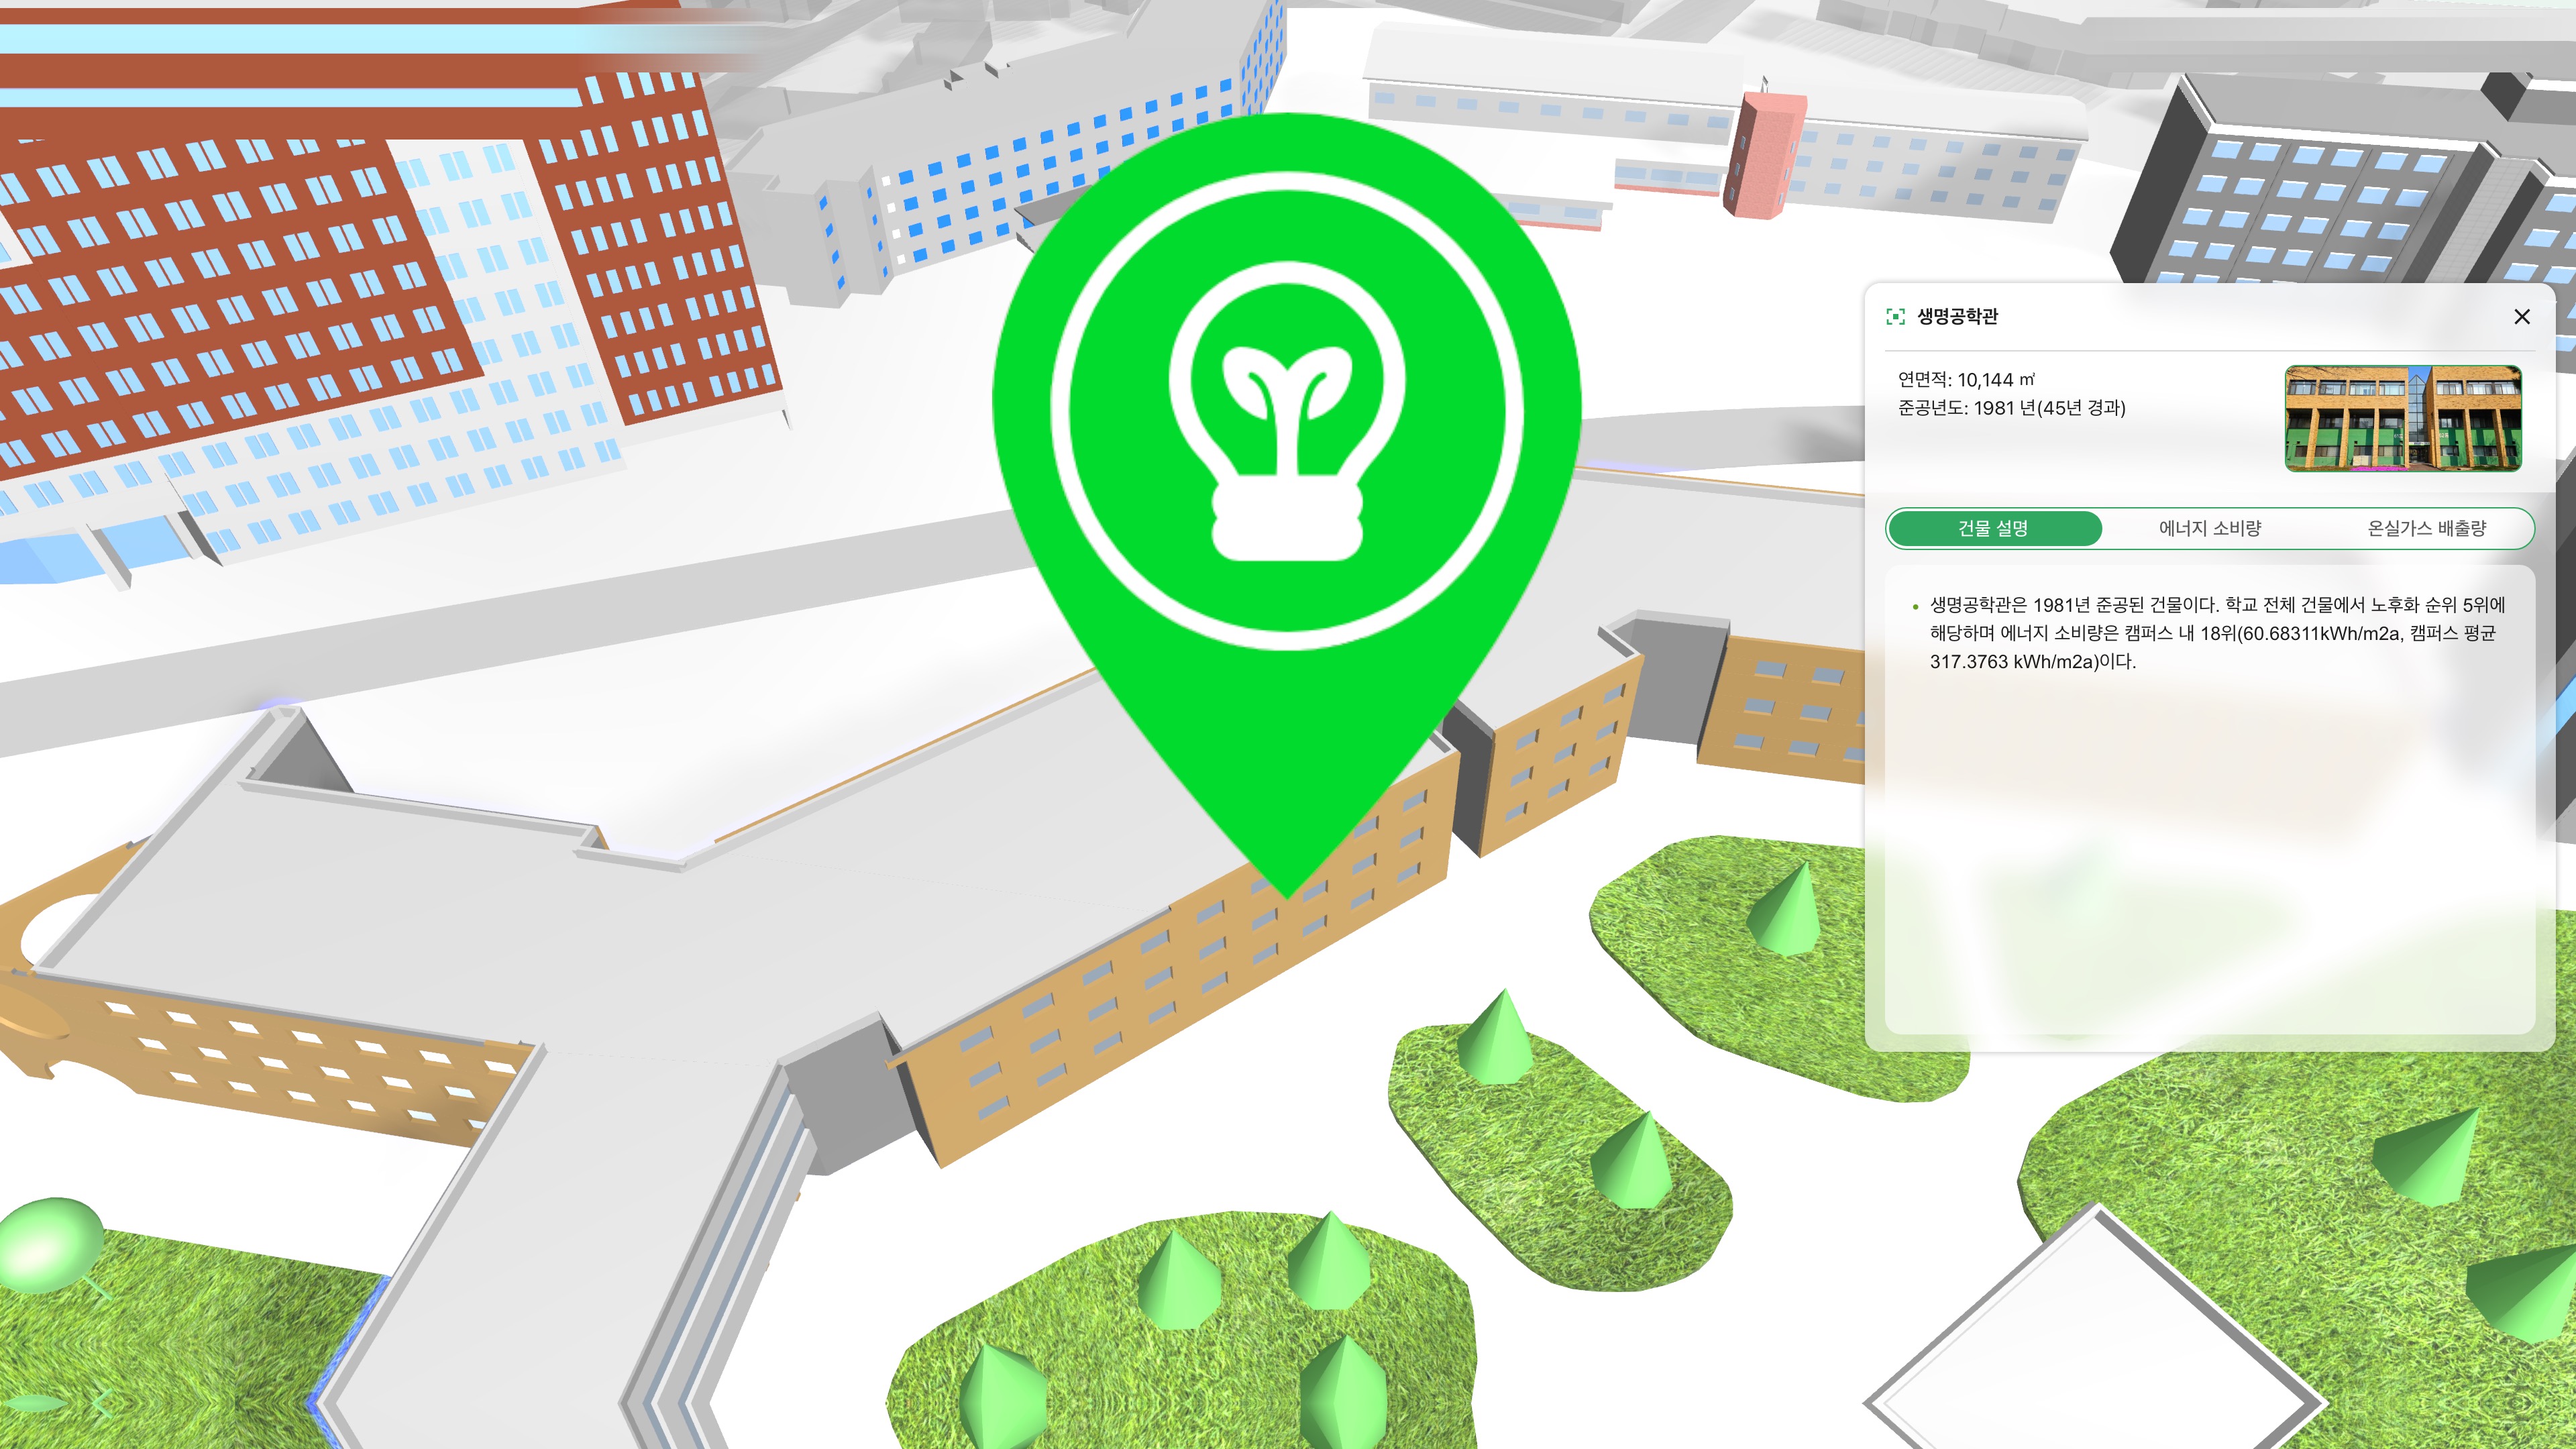 생명공학관
연면적: 10,144 ㎡
준공년도: 1981 년(45년 경과)
건물 설명
에너지 소비량
온실가스 배출량
생명공학관은 1981년 준공된 건물이다. 학교 전체 건물에서 노후화 순위 5위에
해당하며 에너지 소비량은 캠퍼스 내 18위(60.68311kWh/m2a, 캠퍼스 평균
317.3763 kWh/m2a)이다.